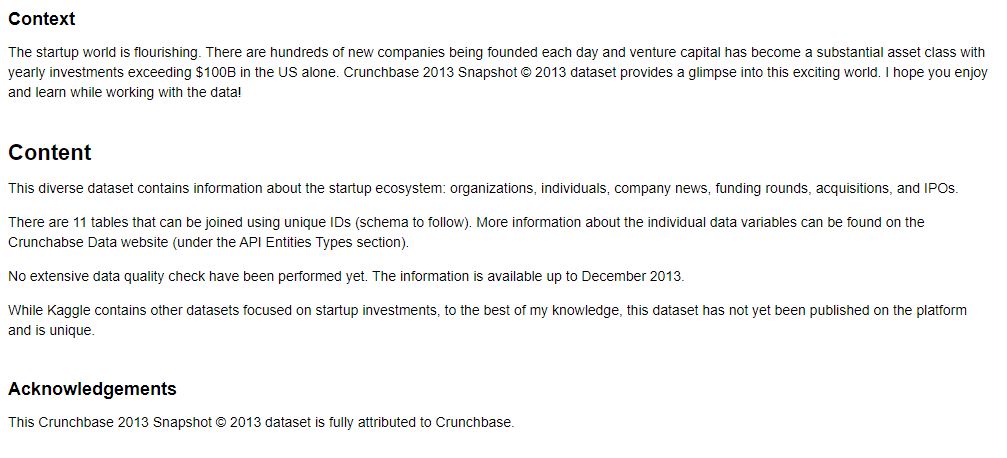 Context
The startup world is flourishing. There are hundreds of new companies being founded each day and venture capital has become a substantial asset class with
yearly investments exceeding $100B in the US alone. Crunchbase 2013 Snapshot © 2013 dataset provides a glimpse into this exciting world. I hope you enjoy
and learn while working with the data!
Content
This diverse dataset contains information about the startup ecosystem: organizations, individuals, company news, funding rounds, acquisitions, and IPOs.
There are 11 tables that can be joined using unique IDs (schema to follow). More information about the individual data variables can be found on the
Crunchabse Data website (under the API Entities Types section).
No extensive data quality check have been performed yet. The information is available up to December 2013.
While Kaggle contains other datasets focused on startup investments, to the best of my knowledge, this dataset has not yet been published on the platform
and is unique.
Acknowledgements
This Crunchbase 2013 Snapshot © 2013 dataset is fully attributed to Crunchbase.